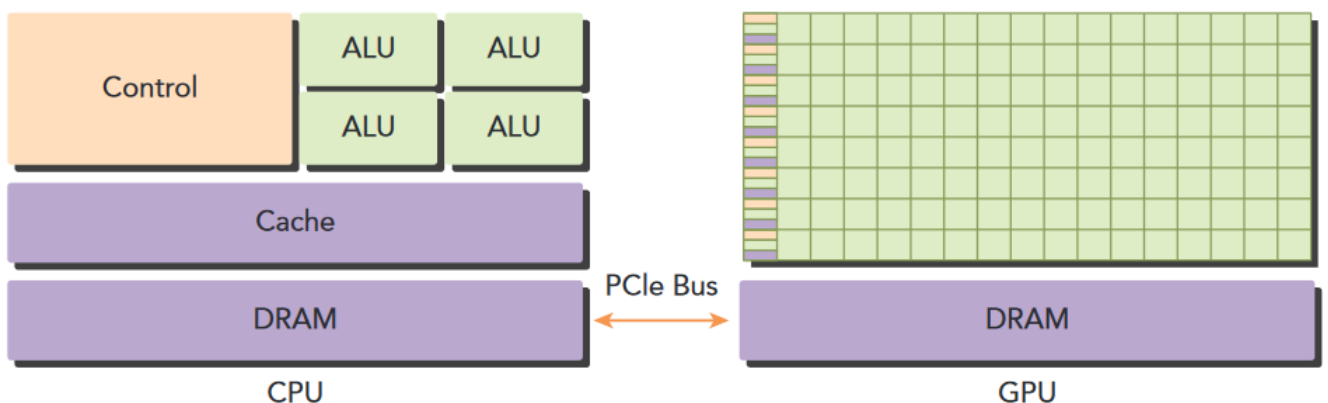 ALU ALU
Control
ALU ALU
Cache
PCIe Bus
DRAM DRAM
CPU GPU